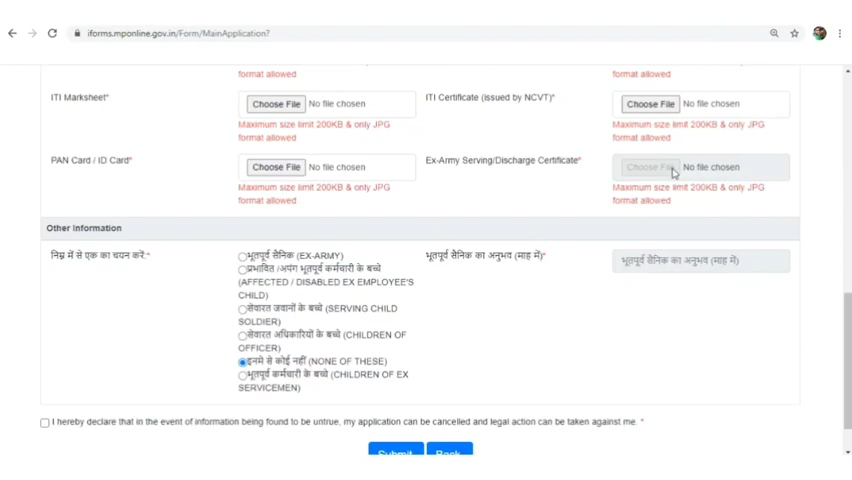 iforms.mponline.gov.in/Form/MainApplication?
format allowed
format allowed
ITI Marksheet*
Choose File No file chosen
ITI Certificate (issued by NCVT)*
Choose File No file chosen
Maximum size limit 200KB & only JPG
format allowed
Maximum size limit 200KB & only JPG
format allowed
PAN Card / ID Card*
Choose File No file chosen
Ex-Army Serving/Discharge Certificate*
Choose File No file chosen
Maximum size limit 200KB & only JPG
format allowed
Maximum size limit 200KB & only JPG
format allowed
Other Information
निम्न में से एक का चयन करें:*
भूतपूर्व सैनिक (EX-ARMY)
प्रभावित /अपंग भूतपूर्व कर्मचारी के बच्चे
(AFFECTED / DISABLED EX EMPLOYEE'S
CHILD)
सेवारत जवानों के बच्चे (SERVING CHILD
SOLDIER)
सेवारत अधिकारियों के बच्चे (CHILDREN OF
OFFICER)
इनमे से कोई नहीं (NONE OF THESE)
भूतपूर्व कर्मचारी के बच्चे (CHILDREN OF EX
SERVICEMEN)
भूतपूर्व सैनिक का अनुभव (माह में)*
भूतपूर्व सैनिक का अनुभव (माह में)
I hereby declare that in the event of information being found to be untrue, my application can be cancelled and legal action can be taken against me. *
Submit Back